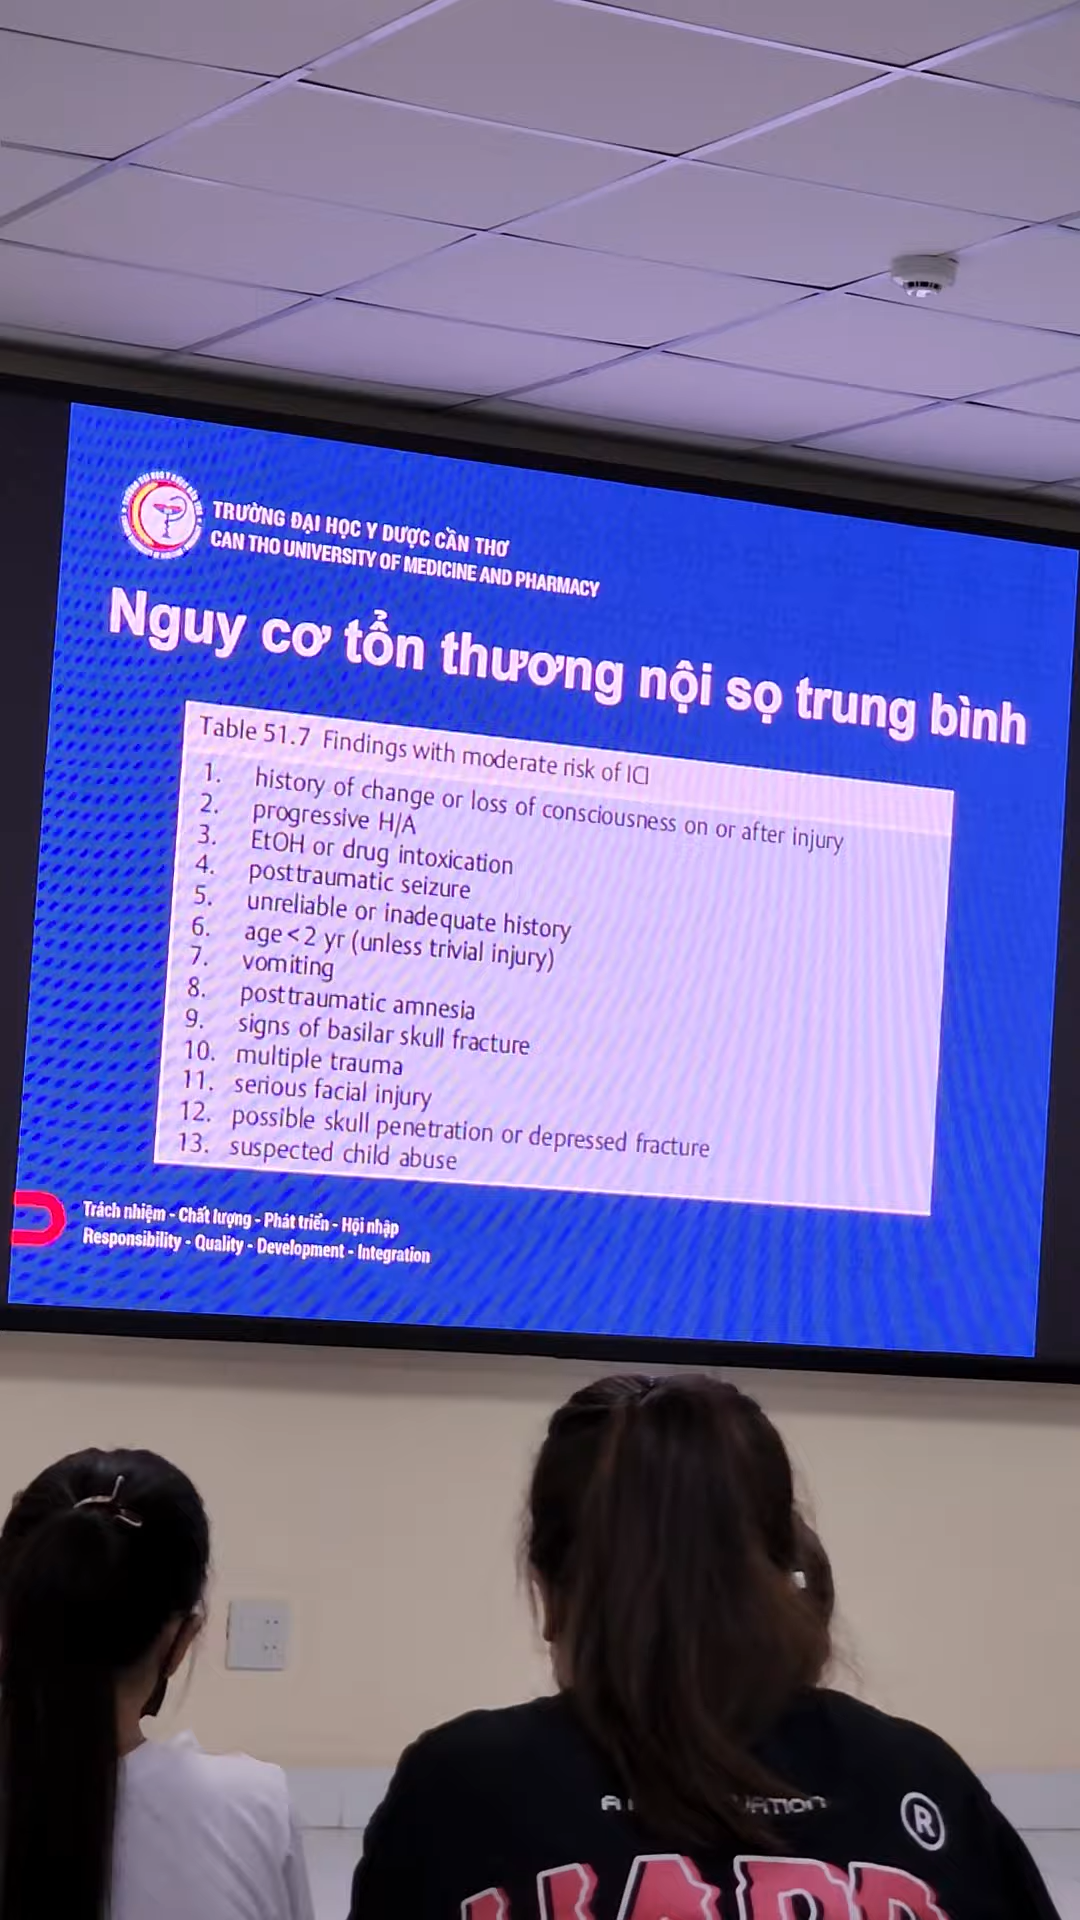 TRƯỜNG ĐẠI HỌC Y DƯỢC CẦN THƠ
CAN THO UNIVERSITY OF MEDICINE AND PHARMACY
Nguy cơ tổn thương nội sọ trung bình
Table 51.7 Findings with moderate risk of ICI
1. history of change or loss of consciousness on or after injury
2. progressive H/A
3. EtOH or drug intoxication
4. posttraumatic seizure
5. unreliable or inadequate history
6. age<2 yr (unless trivial injury)
7. vomiting
8. posttraumatic amnesia
9. signs of basilar skull fracture
10. multiple trauma
11. serious facial injury
12. possible skull penetration or depressed fracture
13. suspected child abuse
Trách nhiệm - Chất lượng - Phát triển - Hội nhập
Responsibility - Quality - Development - Integration
A
®